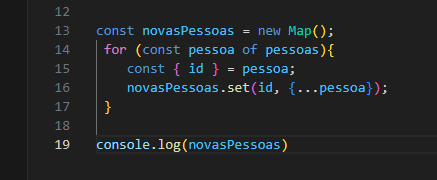 12
13 const novasPessoas = new Map();
14 for (const pessoa of pessoas){
15 const { id } = pessoa;
16 novasPessoas.set(id, {...pessoa});
17 }
18
19 console.log(novasPessoas)